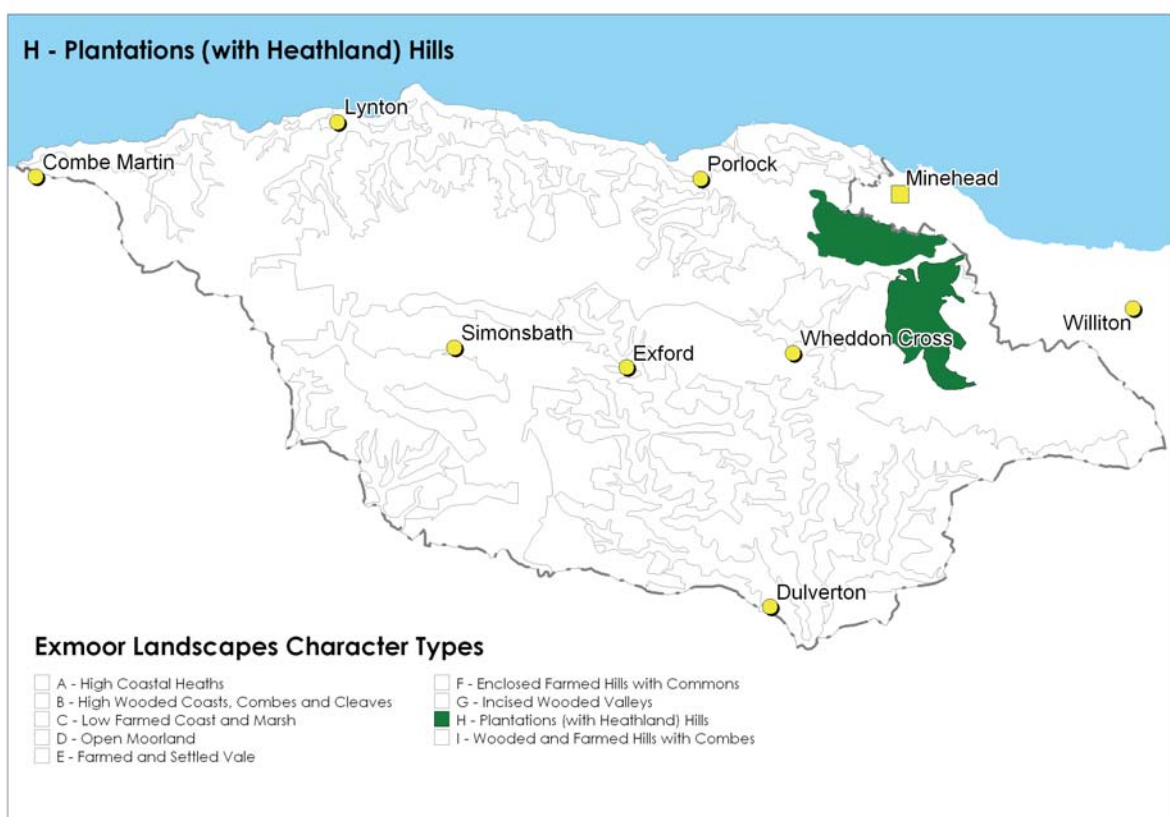 H - Plantations (with Heathland) Hills
Lynton
Combe Martin
Porlock
Minehead
Williton
Simonsbath
Exford
Wheddon Cross
Dulverton
Exmoor Landscapes Character Types
A - High Coastal Heaths
B - High Wooded Coasts, Combes and Cleaves
C - Low Farmed Coast and Marsh
D - Open Moorland
E - Farmed and Settled Vale
F - Enclosed Farmed Hills with Commons
G - Incised Wooded Valleys
H - Plantations (with Heathland) Hills
I - Wooded and Farmed Hills with Combes